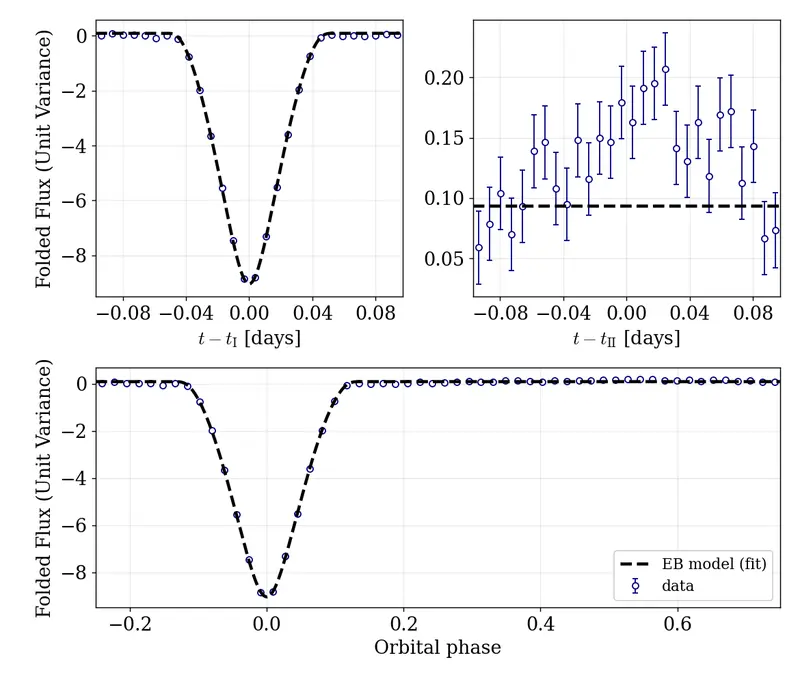 Folded Flux (Unit Variance)
0
−2
−4
−6
−8
−0.08 −0.04 0.00 0.04 0.08
t − t_I [days]
0.20
0.15
0.10
0.05
−0.08 −0.04 0.00 0.04 0.08
t − t_II [days]
Folded Flux (Unit Variance)
0
−2
−4
−6
−8
EB model (fit)
data
−0.2 0.0 0.2 0.4 0.6
Orbital phase